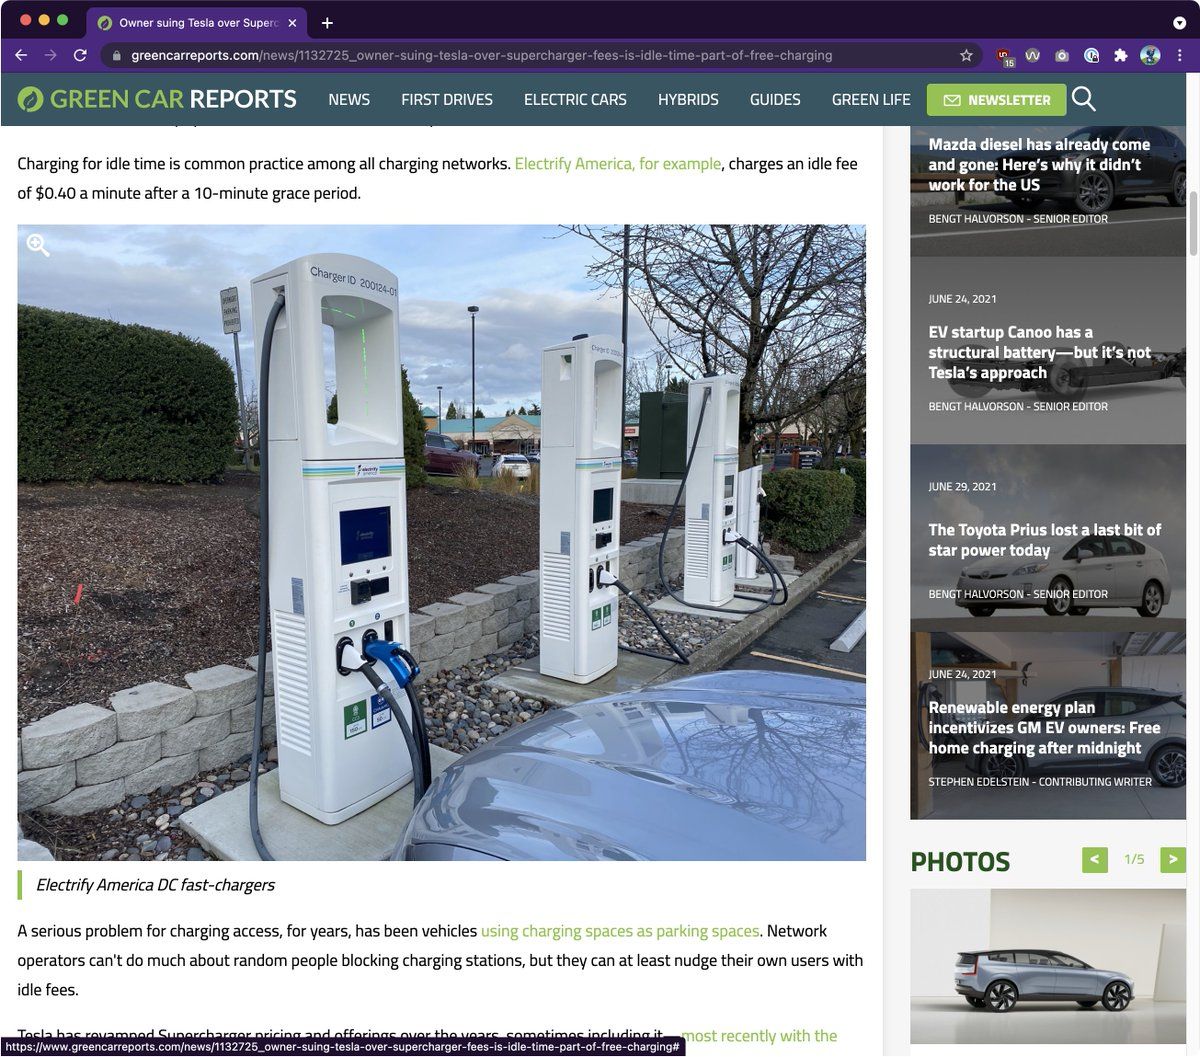 Owner suing Tesla over Superc
greencarreports.com/news/1132725_owner-suing-tesla-over-supercharger-fees-is-idle-time-part-of-free-charging
15
GREEN CAR REPORTS
NEWS
FIRST DRIVES
ELECTRIC CARS
HYBRIDS
GUIDES
GREEN LIFE
NEWSLETTER
Charging for idle time is common practice among all charging networks. Electrify America, for example, charges an idle fee
of $0.40 a minute after a 10-minute grace period.
Charger ID 200124-01
electrify
america
Electrify America DC fast-chargers
A serious problem for charging access, for years, has been vehicles using charging spaces as parking spaces. Network
operators can't do much about random people blocking charging stations, but they can at least nudge their own users with
idle fees.
Tesla has revamped Supercharger pricing and offerings over the years, sometimes including it—most recently with the
https://www.greencarreports.com/news/1132725_owner-suing-tesla-over-supercharger-fees-is-idle-time-part-of-free-charging#
Mazda diesel has already come
and gone: Here's why it didn't
work for the US
BENGT HALVORSON - SENIOR EDITOR
JUNE 24, 2021
EV startup Canoo has a
structural battery—but it's not
Tesla's approach
BENGT HALVORSON - SENIOR EDITOR
JUNE 29, 2021
The Toyota Prius lost a last bit of
star power today
BENGT HALVORSON - SENIOR EDITOR
JUNE 24, 2021
Renewable energy plan
incentivizes GM EV owners: Free
home charging after midnight
STEPHEN EDELSTEIN - CONTRIBUTING WRITER
PHOTOS
<
1/5
>